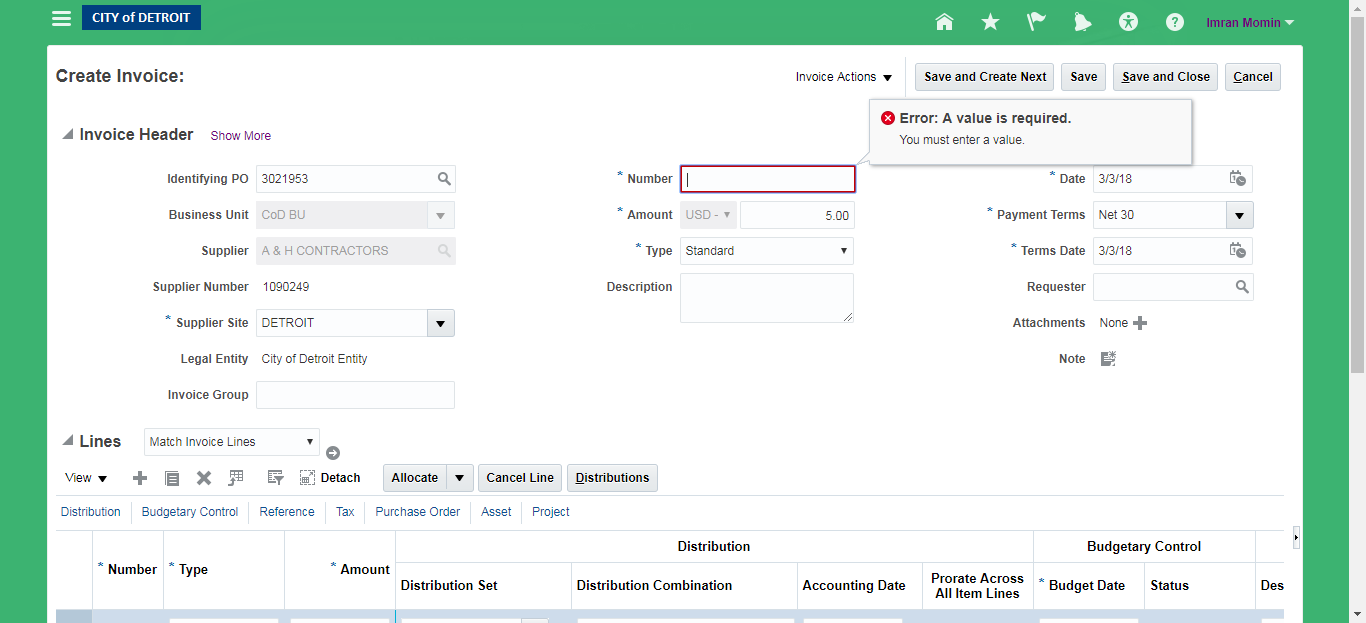 CITY of DETROIT
Imran Momin
Create Invoice:
Invoice Actions
Save and Create Next
Save
Save and Close
Cancel
Error: A value is required.
You must enter a value.
Invoice Header
Show More
Identifying PO 3021953
* Number
* Date 3/3/18
Business Unit CoD BU
* Amount USD - 5.00
* Payment Terms Net 30
Supplier A & H CONTRACTORS
* Type Standard
* Terms Date 3/3/18
Supplier Number 1090249
Description
Requester
* Supplier Site DETROIT
Attachments None
Legal Entity City of Detroit Entity
Note
Invoice Group
Lines Match Invoice Lines
View
Detach
Allocate
Cancel Line
Distributions
Distribution
Budgetary Control
Reference
Tax
Purchase Order
Asset
Project
Distribution
Budgetary Control
* Number
* Type
* Amount
Distribution Set
Distribution Combination
Accounting Date
Prorate Across
All Item Lines
* Budget Date
Status
Des